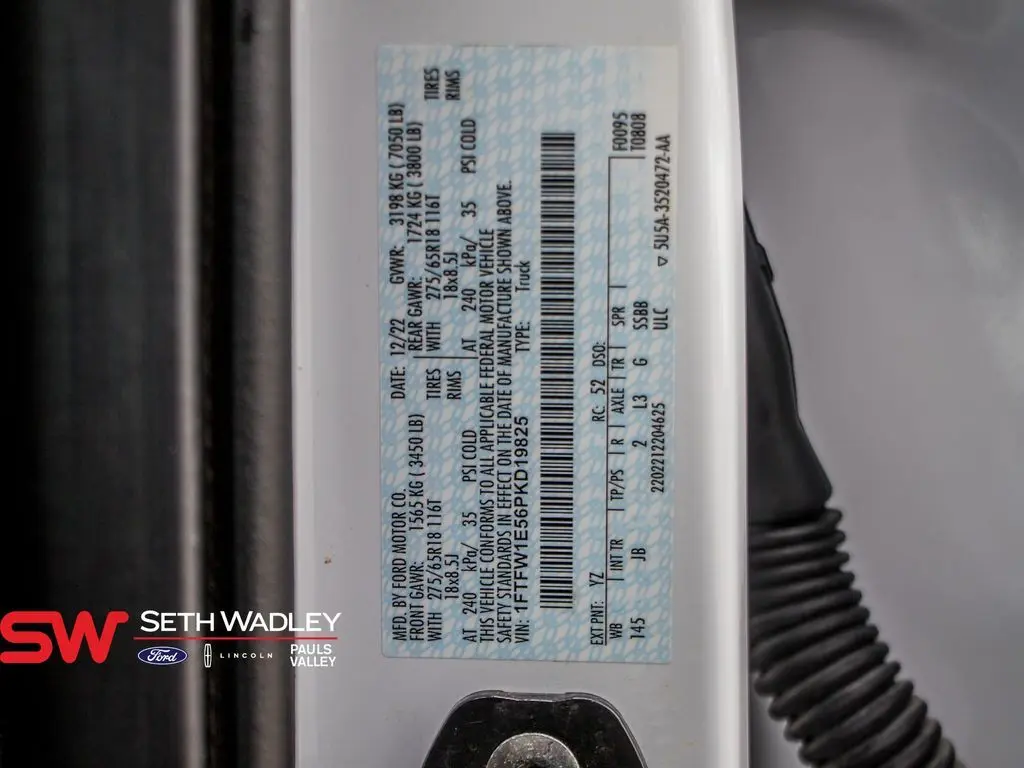 MFD. BY FORD MOTOR CO. DATE: 12/22 GVWR: 3198 KG ( 7050 LB)
FRONT GAWR: 1565 KG ( 3450 LB) REAR GAWR: 1724 KG ( 3800 LB)
WITH 275/65R18 116T TIRES WITH 275/65R18 116T TIRES
18x8.5J RIMS 18x8.5J RIMS
AT 240 kPa/ 35 PSI COLD AT 240 kPa/ 35 PSI COLD
THIS VEHICLE CONFORMS TO ALL APPLICABLE FEDERAL MOTOR VEHICLE
SAFETY STANDARDS IN EFFECT ON THE DATE OF MANUFACTURE SHOWN ABOVE.
VIN: 1FTFW1E56PKD19825 TYPE: Truck
EXT PNT: YZ RC: 52 DSO:
WB INT TR TP/PS R AXLE TR SPR F0095
145 JB 2 L3 G SSBB T0808
220221204625 ULC
▽ 5U5A-3520472-AA
SW SETH WADLEY
Ford LINCOLN PAULS
VALLEY